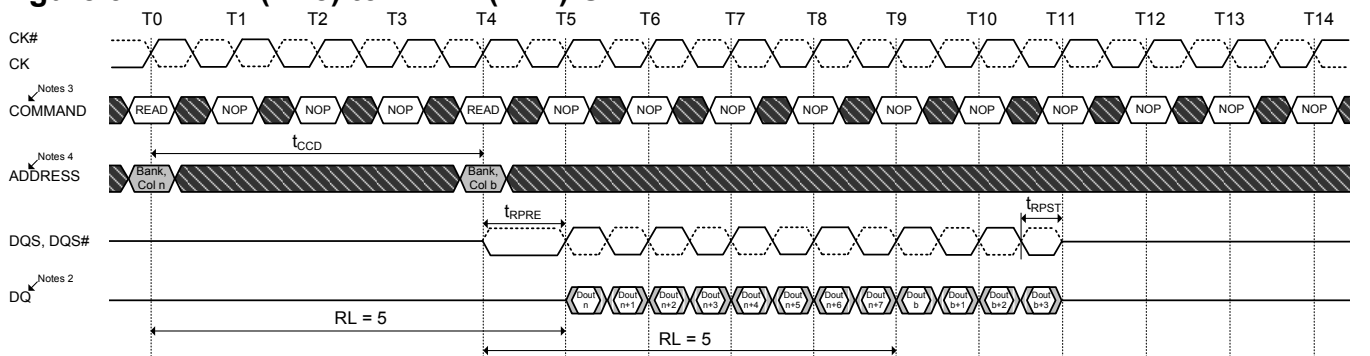 T0 T1 T2 T3 T4 T5 T6 T7 T8 T9 T10 T11 T12 T13 T14
CK#
CK
Notes 3
COMMAND READ NOP NOP NOP READ NOP NOP NOP NOP NOP NOP NOP NOP NOP NOP
tCCD
Notes 4
ADDRESS
Bank, Col n
Bank, Col b
tRPRE
tRPST
DQS, DQS#
Notes 2
DQ
Dout n
Dout n+1
Dout n+2
Dout n+3
Dout n+4
Dout n+5
Dout n+6
Dout n+7
Dout b
Dout b+1
Dout b+2
Dout b+3
RL = 5
RL = 5